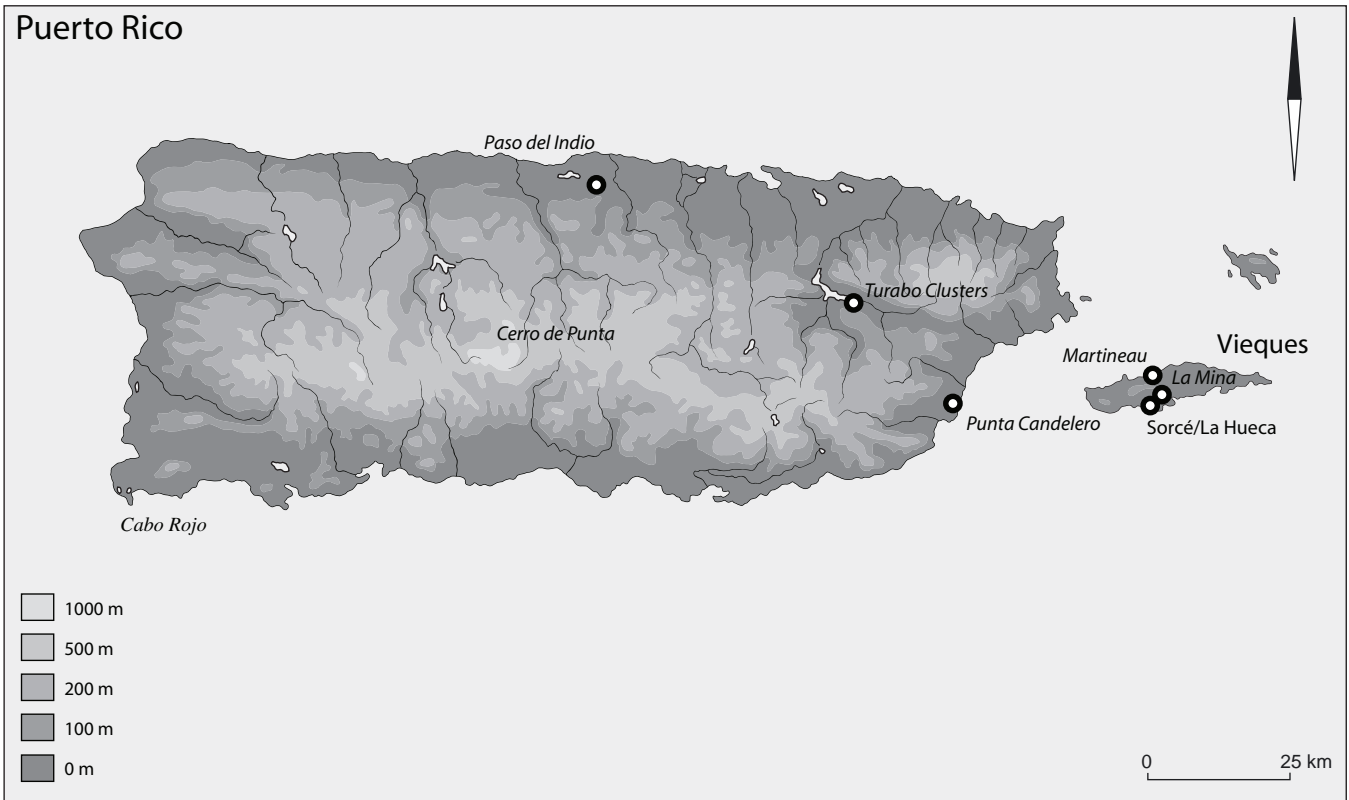 Puerto Rico
Paso del Indio
Turabo Clusters
Cerro de Punta
Vieques
Martineau
La Mina
Punta Candelero
Sorcé/La Hueca
Cabo Rojo
1000 m
500 m
200 m
100 m
0 m
0 25 km